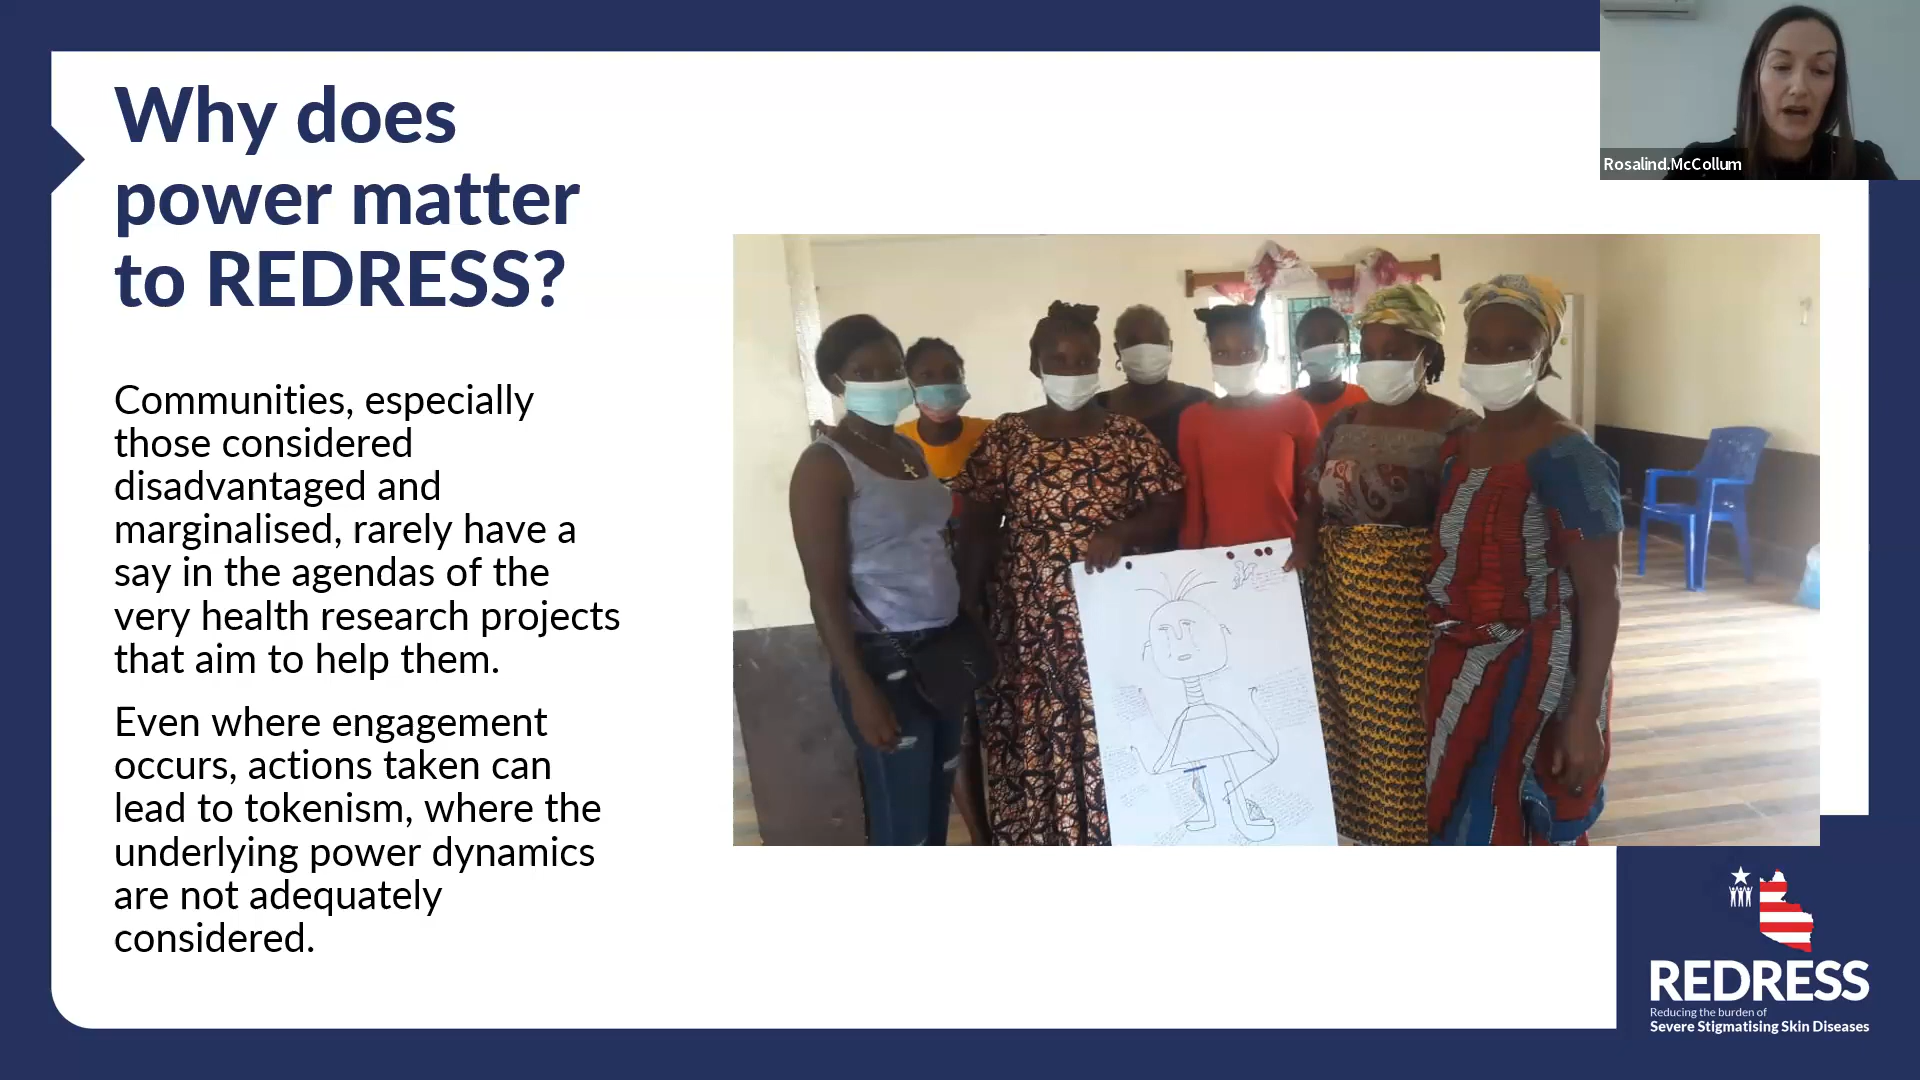 Why does
power matter
to REDRESS?
Communities, especially
those considered
disadvantaged and
marginalised, rarely have a
say in the agendas of the
very health research projects
that aim to help them.
Even where engagement
occurs, actions taken can
lead to tokenism, where the
underlying power dynamics
are not adequately
considered.
Rosalind.McCollum
REDRESS
Reducing the burden of
Severe Stigmatising Skin Diseases